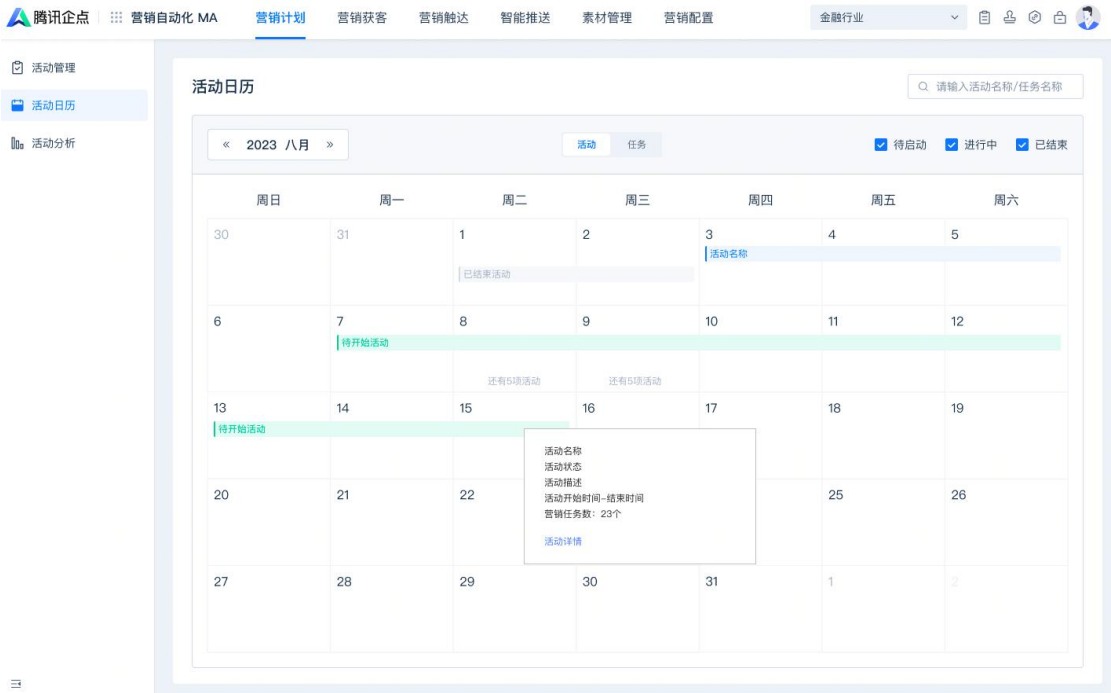 腾讯企点 营销自动化 MA 营销计划 营销获客 营销触达 智能推送 素材管理 营销配置 金融行业
活动管理
活动日历
活动分析
活动日历 请输入活动名称/任务名称
« 2023 八月 » 活动 任务 待启动 进行中 已结束
周日 周一 周二 周三 周四 周五 周六
30 31 1 2 3 4 5
活动名称
已结束活动
6 7 8 9 10 11 12
待开始活动
还有5项活动 还有5项活动
13 14 15 16 17 18 19
待开始活动
活动名称
活动状态
活动描述
活动开始时间-结束时间
营销任务数：23个
活动详情
20 21 22 25 26
27 28 29 30 31 1 2